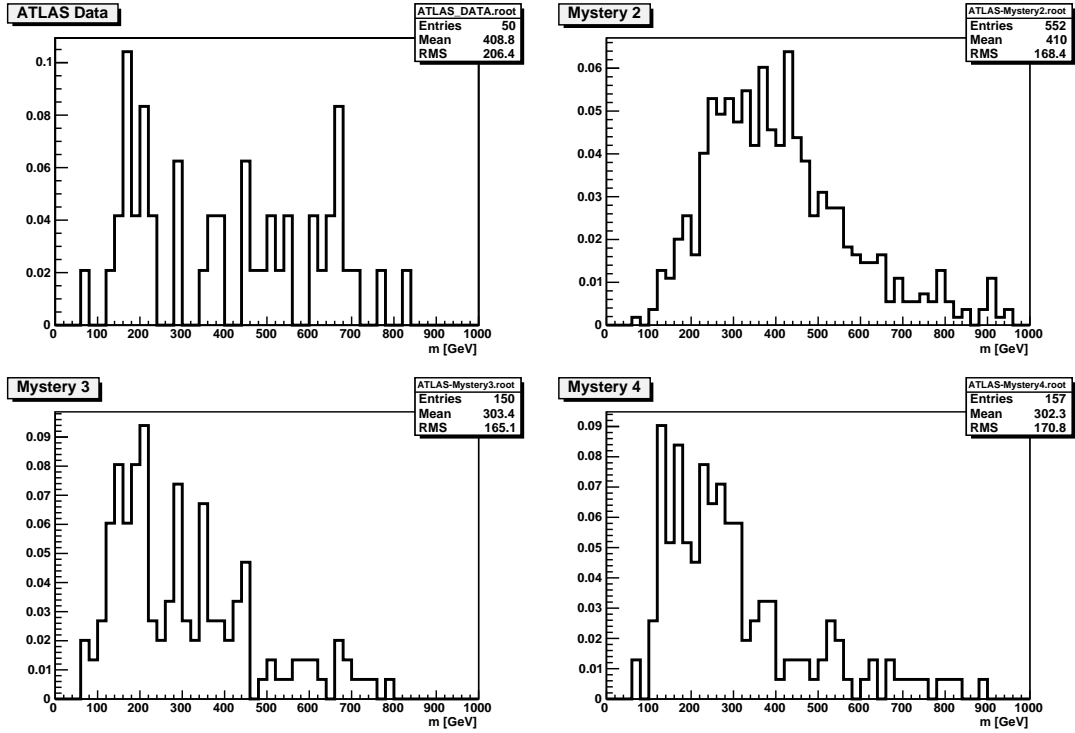 ATLAS Data
ATLAS_DATA.root
Entries 50
Mean 408.8
RMS 206.4
0.1
0.08
0.06
0.04
0.02
0
0 100 200 300 400 500 600 700 800 900 1000
m [GeV]
Mystery 2
ATLAS-Mystery2.root
Entries 552
Mean 410
RMS 168.4
0.06
0.05
0.04
0.03
0.02
0.01
0
0 100 200 300 400 500 600 700 800 900 1000
m [GeV]
Mystery 3
ATLAS-Mystery3.root
Entries 150
Mean 303.4
RMS 165.1
0.09
0.08
0.07
0.06
0.05
0.04
0.03
0.02
0.01
0
0 100 200 300 400 500 600 700 800 900 1000
m [GeV]
Mystery 4
ATLAS-Mystery4.root
Entries 157
Mean 302.3
RMS 170.8
0.09
0.08
0.07
0.06
0.05
0.04
0.03
0.02
0.01
0
0 100 200 300 400 500 600 700 800 900 1000
m [GeV]